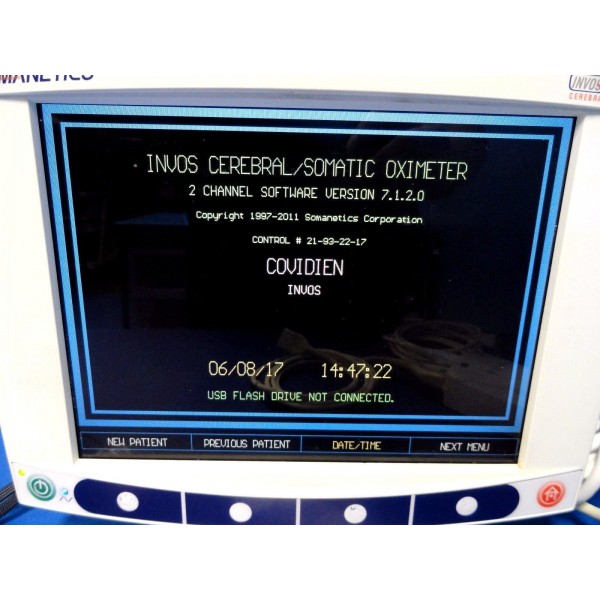 INVOS
CEREBRAL
INVOS CEREBRAL/SOMATIC OXIMETER
2 CHANNEL SOFTWARE VERSION 7.1.2.0
Copyright 1997-2011 Somanetics Corporation
CONTROL # 21-93-22-17
COVIDIEN
INVOS
06/08/17 14:47:22
USB FLASH DRIVE NOT CONNECTED.
NEW PATIENT PREVIOUS PATIENT DATE/TIME NEXT MENU